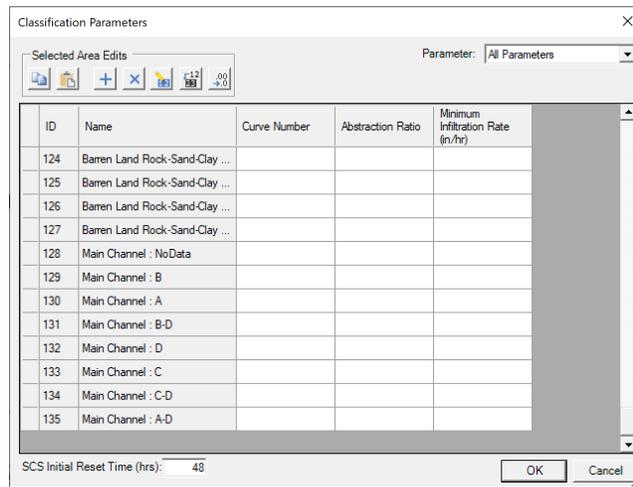 Classification Parameters
Selected Area Edits
Parameter: All Parameters
ID Name Curve Number Abstraction Ratio Minimum Infiltration Rate (in/hr)
124 Barren Land Rock-Sand-Clay ...
125 Barren Land Rock-Sand-Clay ...
126 Barren Land Rock-Sand-Clay ...
127 Barren Land Rock-Sand-Clay ...
128 Main Channel : NoData
129 Main Channel : B
130 Main Channel : A
131 Main Channel : B-D
132 Main Channel : D
133 Main Channel : C
134 Main Channel : C-D
135 Main Channel : A-D
SCS Initial Reset Time (hrs): 48
OK Cancel